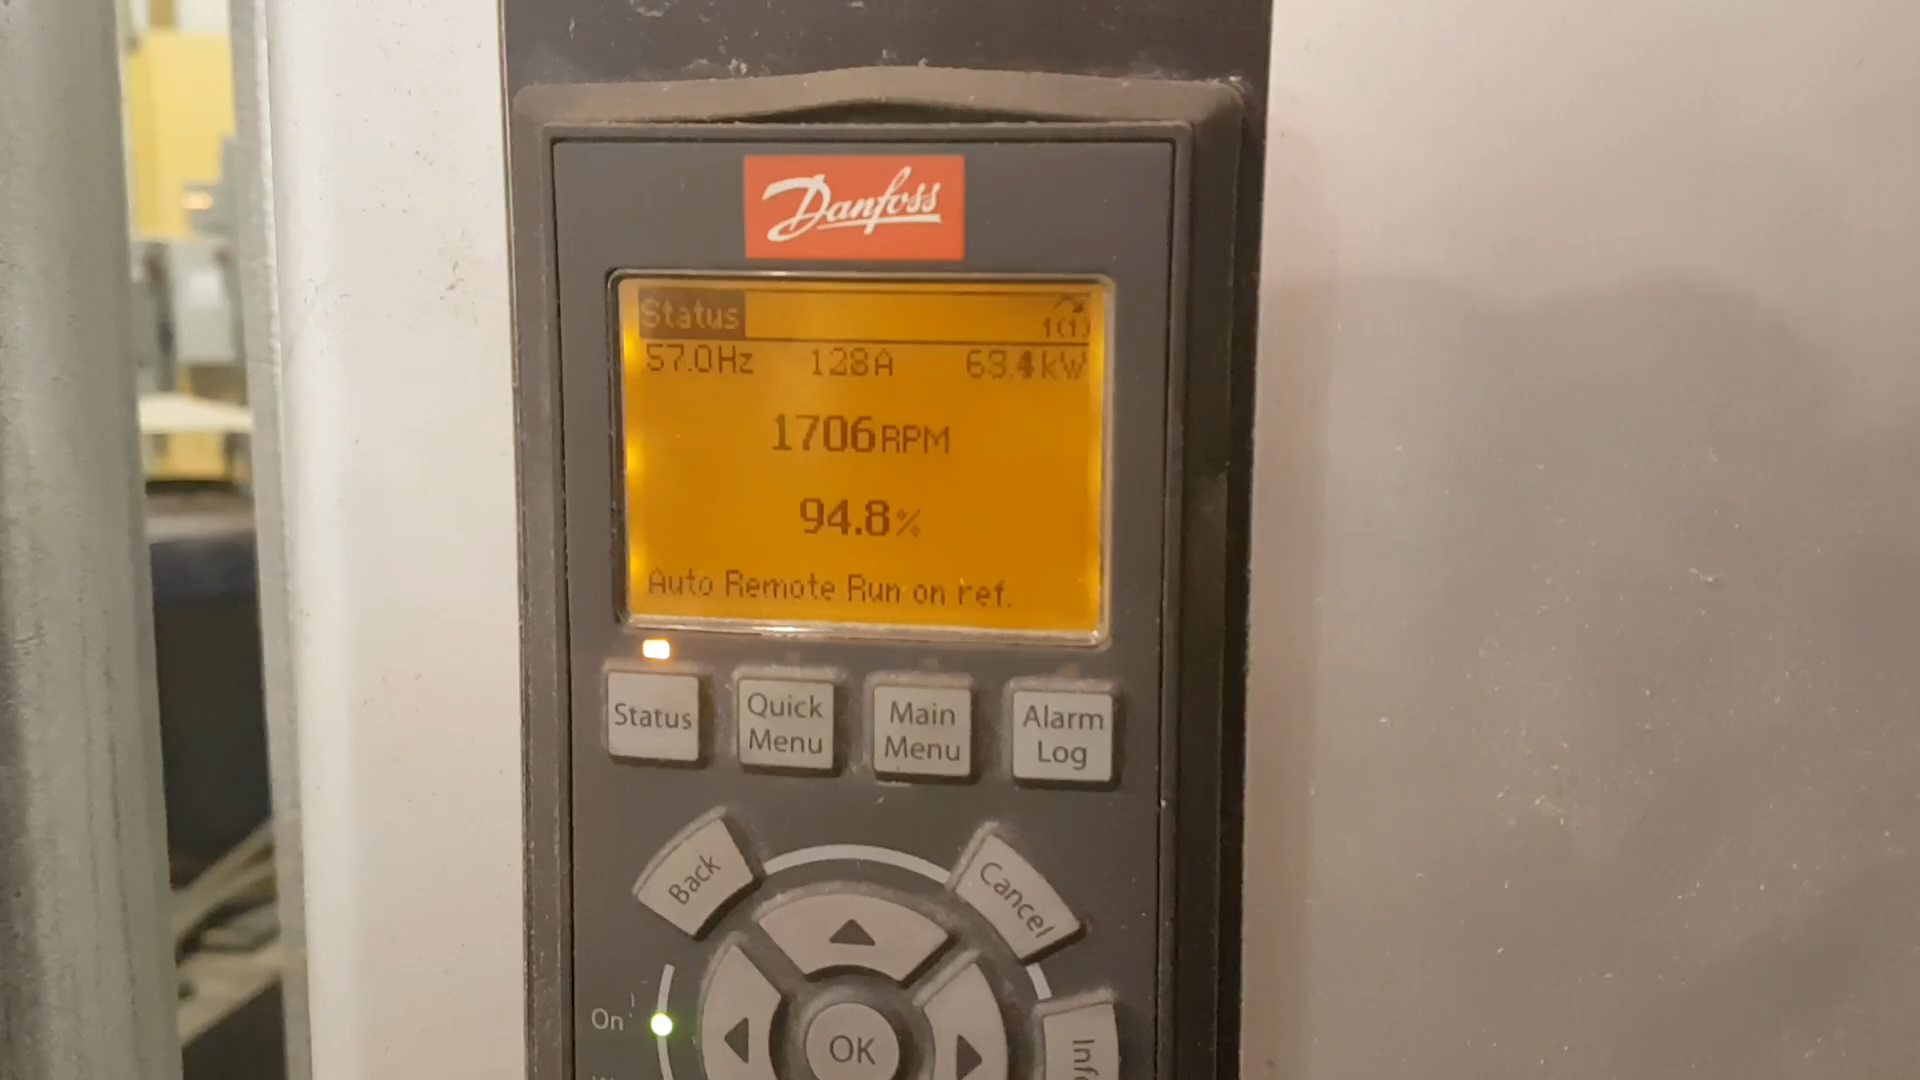 Danfoss
Status
1(1)
57.0Hz 128A 63.4kW
1706RPM
94.8%
Auto Remote Run on ref.
Status Quick Menu Main Menu Alarm Log
Back Cancel
On OK